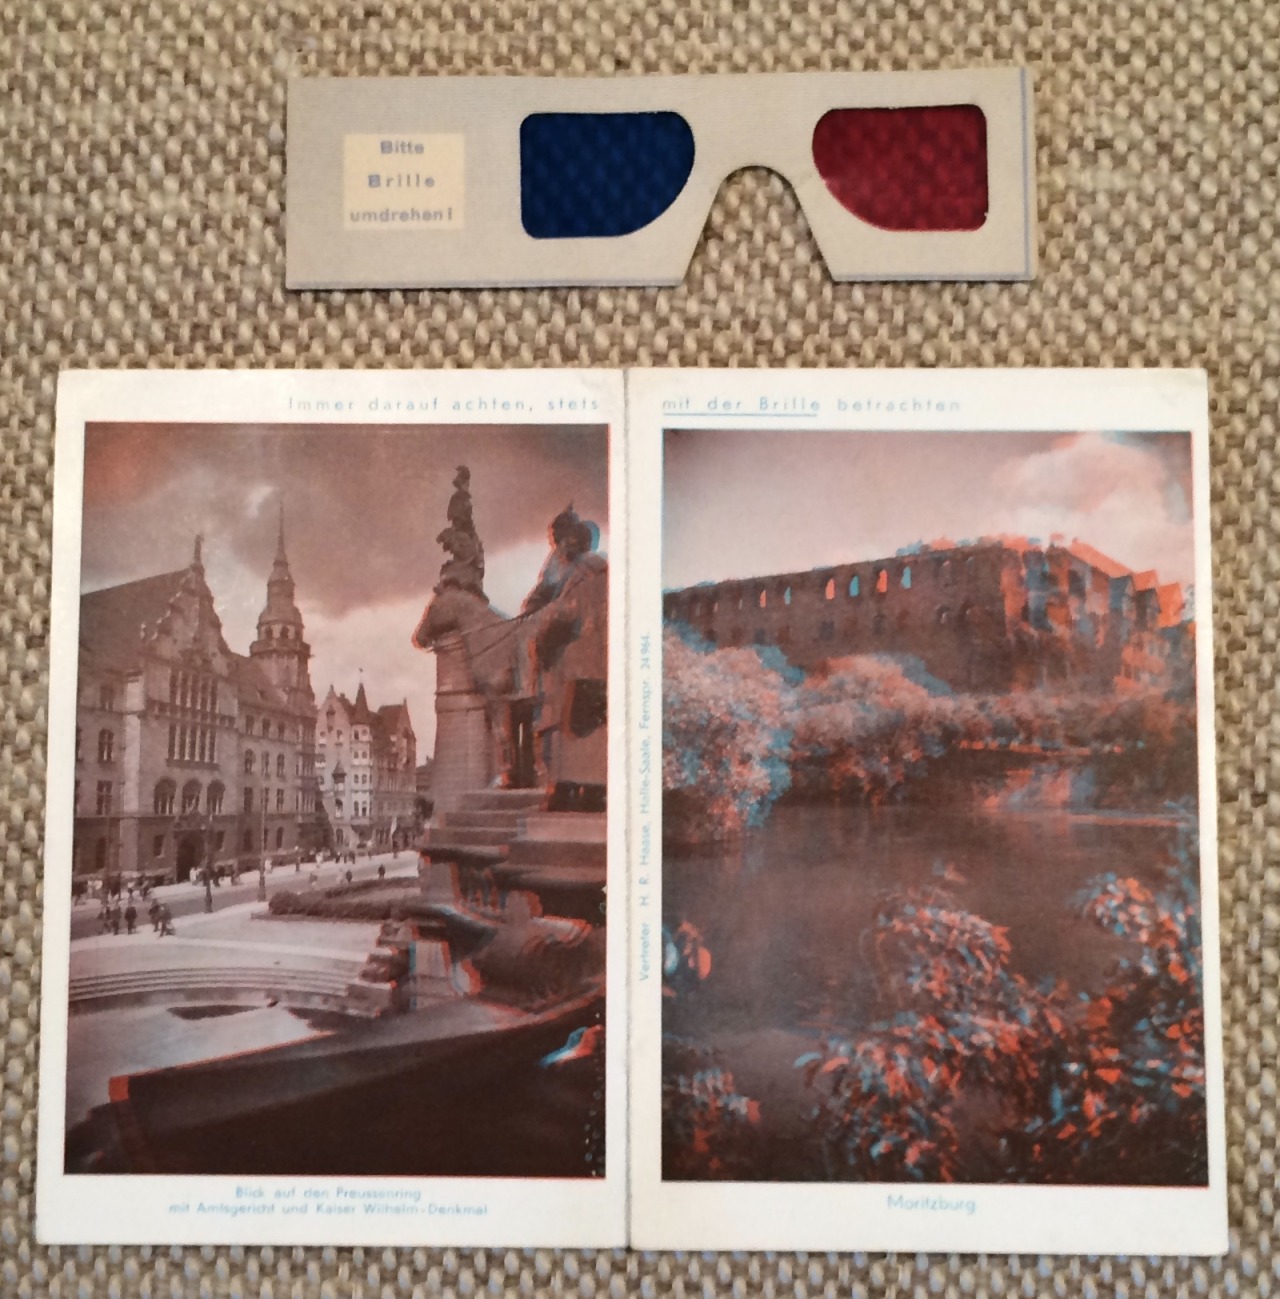 Bitte
Brille
umdrehen!
Immer darauf achten, stets
mit der Brille betrachten
Vertreter H. R. Haase, Halle-Saale, Fernspr. 24964.
Blick auf den Preussenring
mit Amtsgericht und Kaiser Wilhelm-Denkmal
Moritzburg